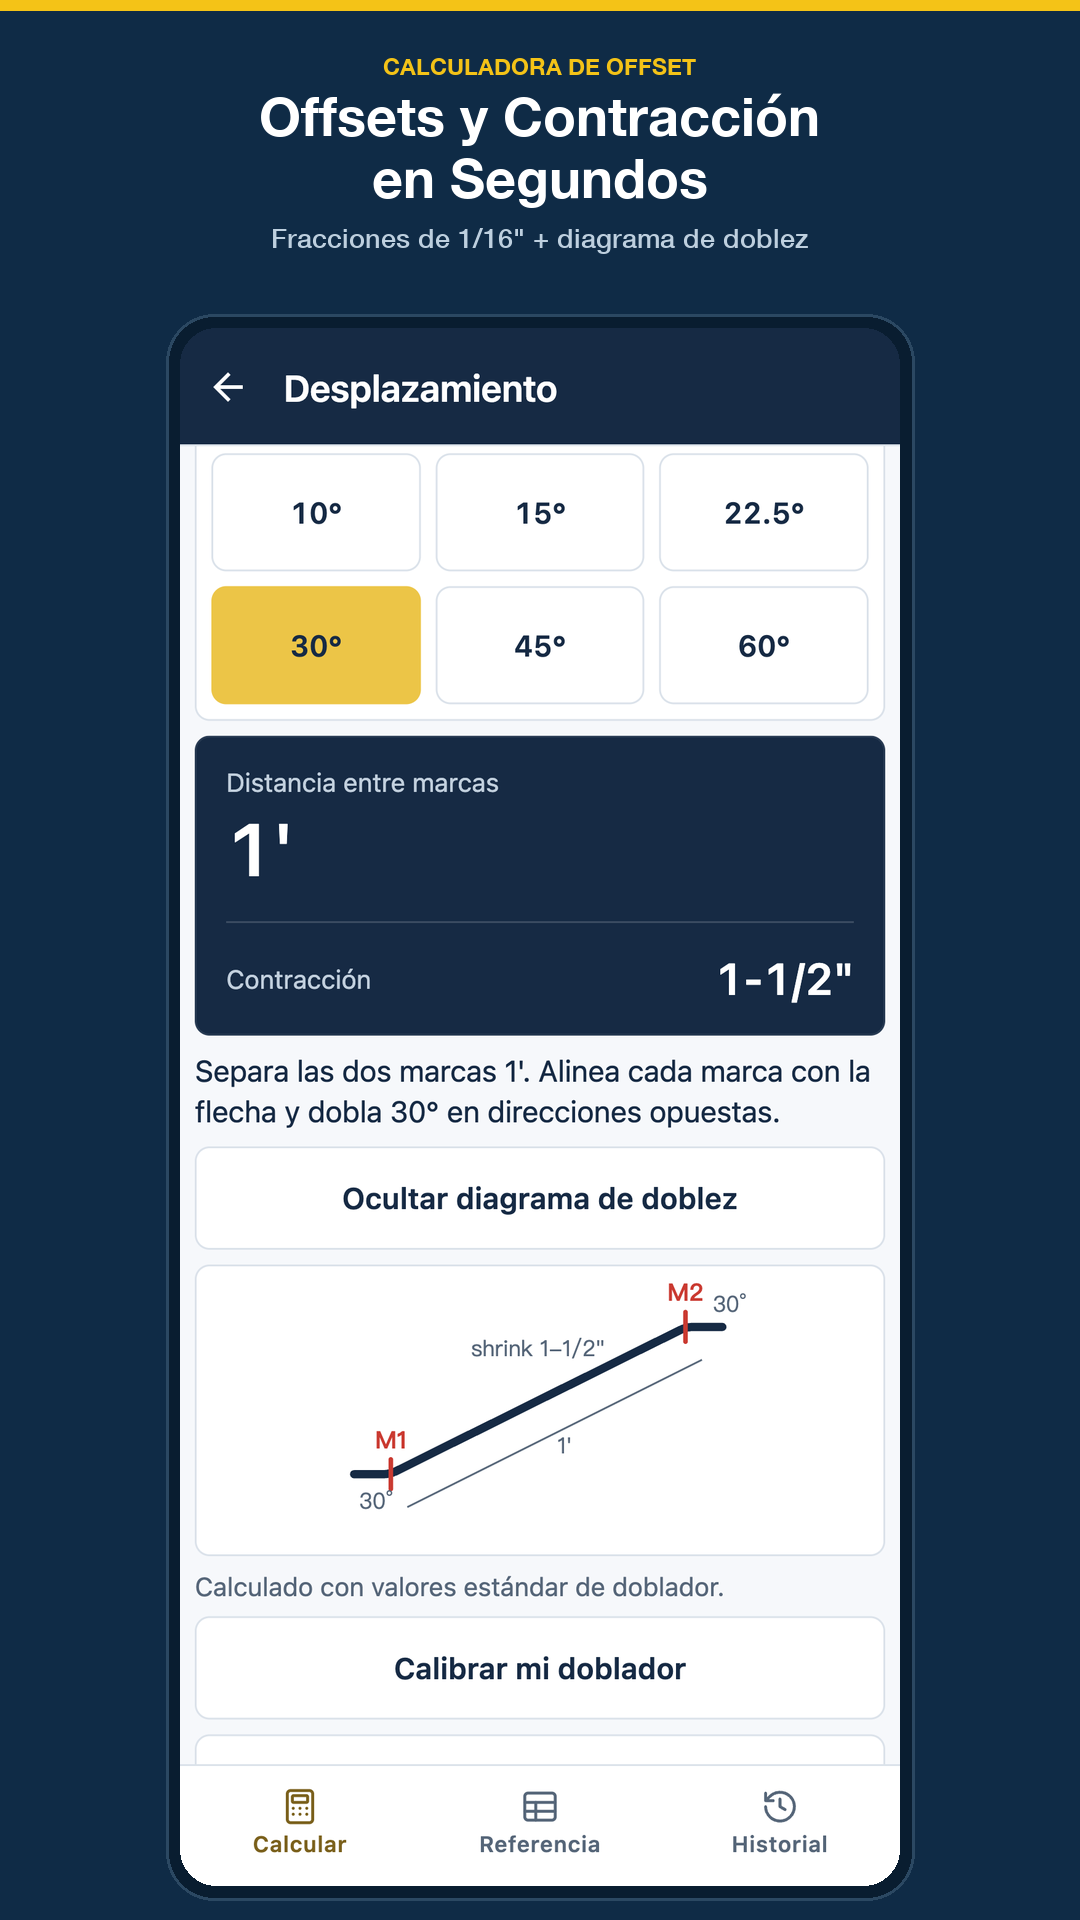 CALCULADORA DE OFFSET
Offsets y Contracción
en Segundos
Fracciones de 1/16" + diagrama de doblez
Desplazamiento
10° 15° 22.5°
30° 45° 60°
Distancia entre marcas
1'
Contracción 1-1/2"
Separa las dos marcas 1'. Alinea cada marca con la
flecha y dobla 30° en direcciones opuestas.
Ocultar diagrama de doblez
M2 30°
shrink 1–1/2"
M1
1'
30°
Calculado con valores estándar de doblador.
Calibrar mi doblador
Calcular Referencia Historial